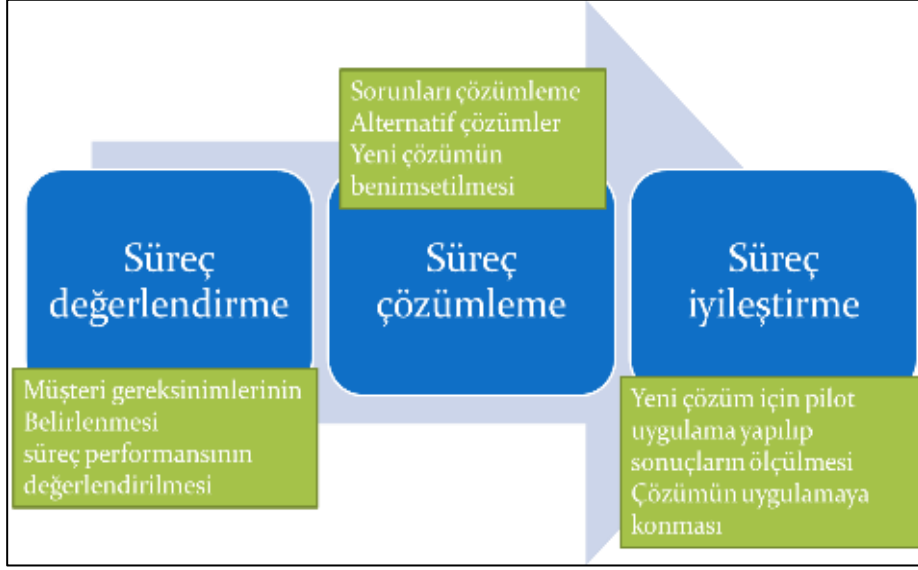 Sorunları çözümleme
Alternatif çözümler
Yeni çözümün
benimsetilmesi
Süreç
değerlendirme
Süreç
çözümleme
Süreç
iyileştirme
Müşteri gereksinimlerinin
Belirlenmesi
süreç performansının
değerlendirilmesi
Yeni çözüm için pilot
uygulama yapılıp
sonuçların ölçülmesi
Çözümün uygulamaya
konması